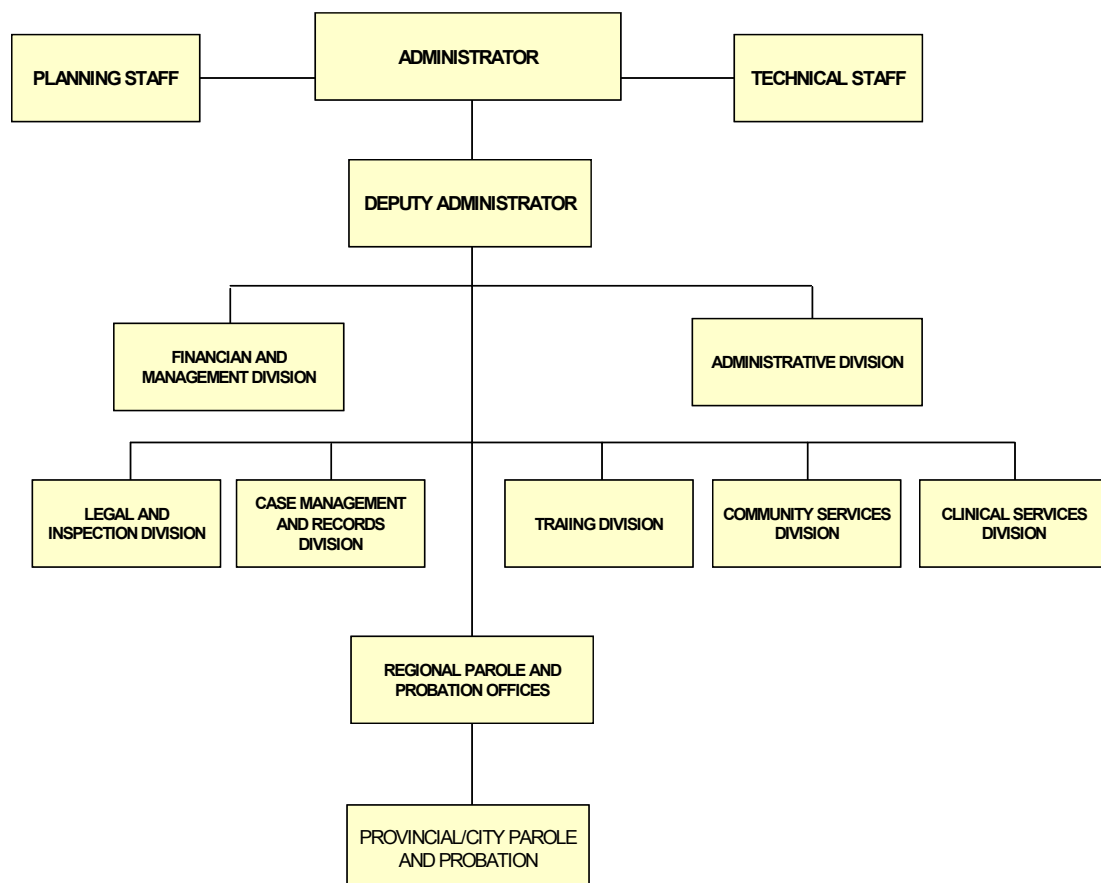 ADMINISTRATOR
PLANNING STAFF
TECHNICAL STAFF
DEPUTY ADMINISTRATOR
FINANCIAN AND
MANAGEMENT DIVISION
ADMINISTRATIVE DIVISION
LEGAL AND
INSPECTION DIVISION
CASE MANAGEMENT
AND RECORDS
DIVISION
TRAIING DIVISION
COMMUNITY SERVICES
DIVISION
CLINICAL SERVICES
DIVISION
REGIONAL PAROLE AND
PROBATION OFFICES
PROVINCIAL/CITY PAROLE
AND PROBATION